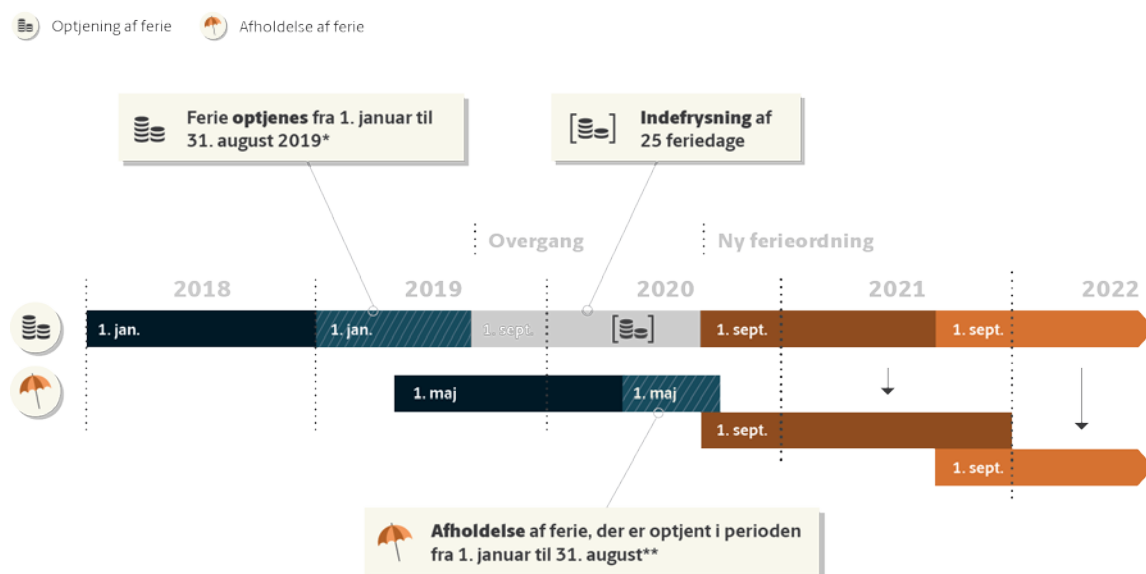 Optjening af ferie
Afholdelse af ferie
Ferie optjenes fra 1. januar til
31. august 2019*
Indefrysning af
25 feriedage
Overgang
Ny ferieordning
2018
2019
2020
2021
2022
1. jan.
1. jan.
1. sept.
1. sept.
1. sept.
1. maj
1. maj
1. sept.
1. sept.
Afholdelse af ferie, der er optjent i perioden
fra 1. januar til 31. august**